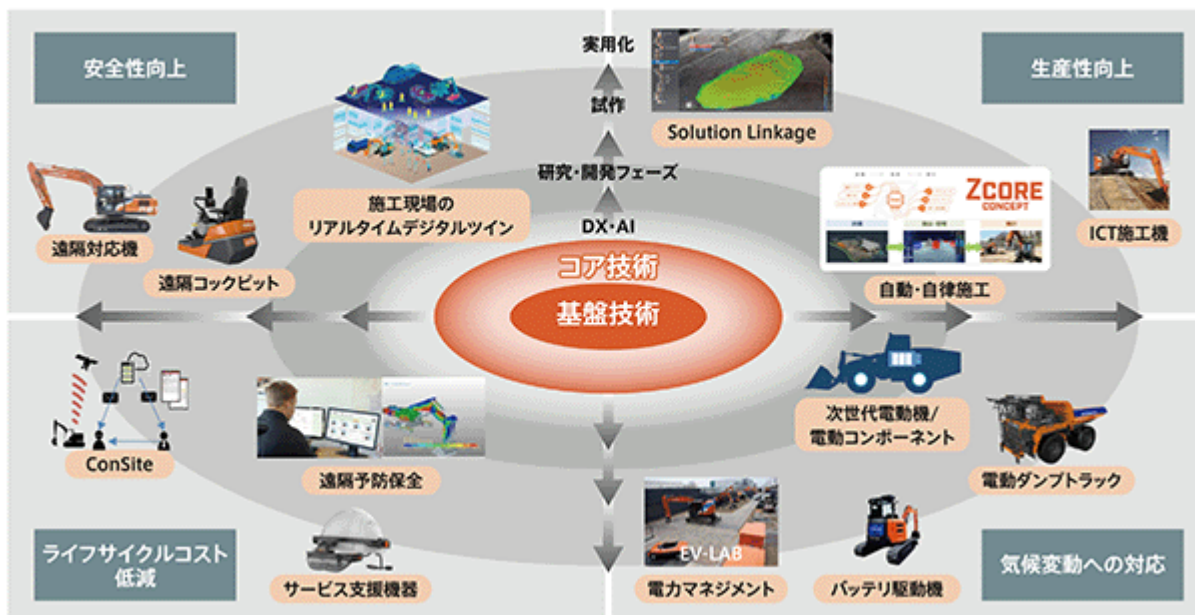 安全性向上
実用化
試作
研究・開発フェーズ
DX・AI
生産性向上
Solution Linkage
施工現場の
リアルタイムデジタルツイン
遠隔対応機
遠隔コックピット
ZCORE
CONCEPT
ICT施工機
自動・自律施工
コア技術
基盤技術
ConSite
遠隔予防保全
次世代電動機/
電動コンポーネント
電動ダンプトラック
ライフサイクルコスト
低減
サービス支援機器
EV-LAB
電力マネジメント
バッテリ駆動機
気候変動への対応